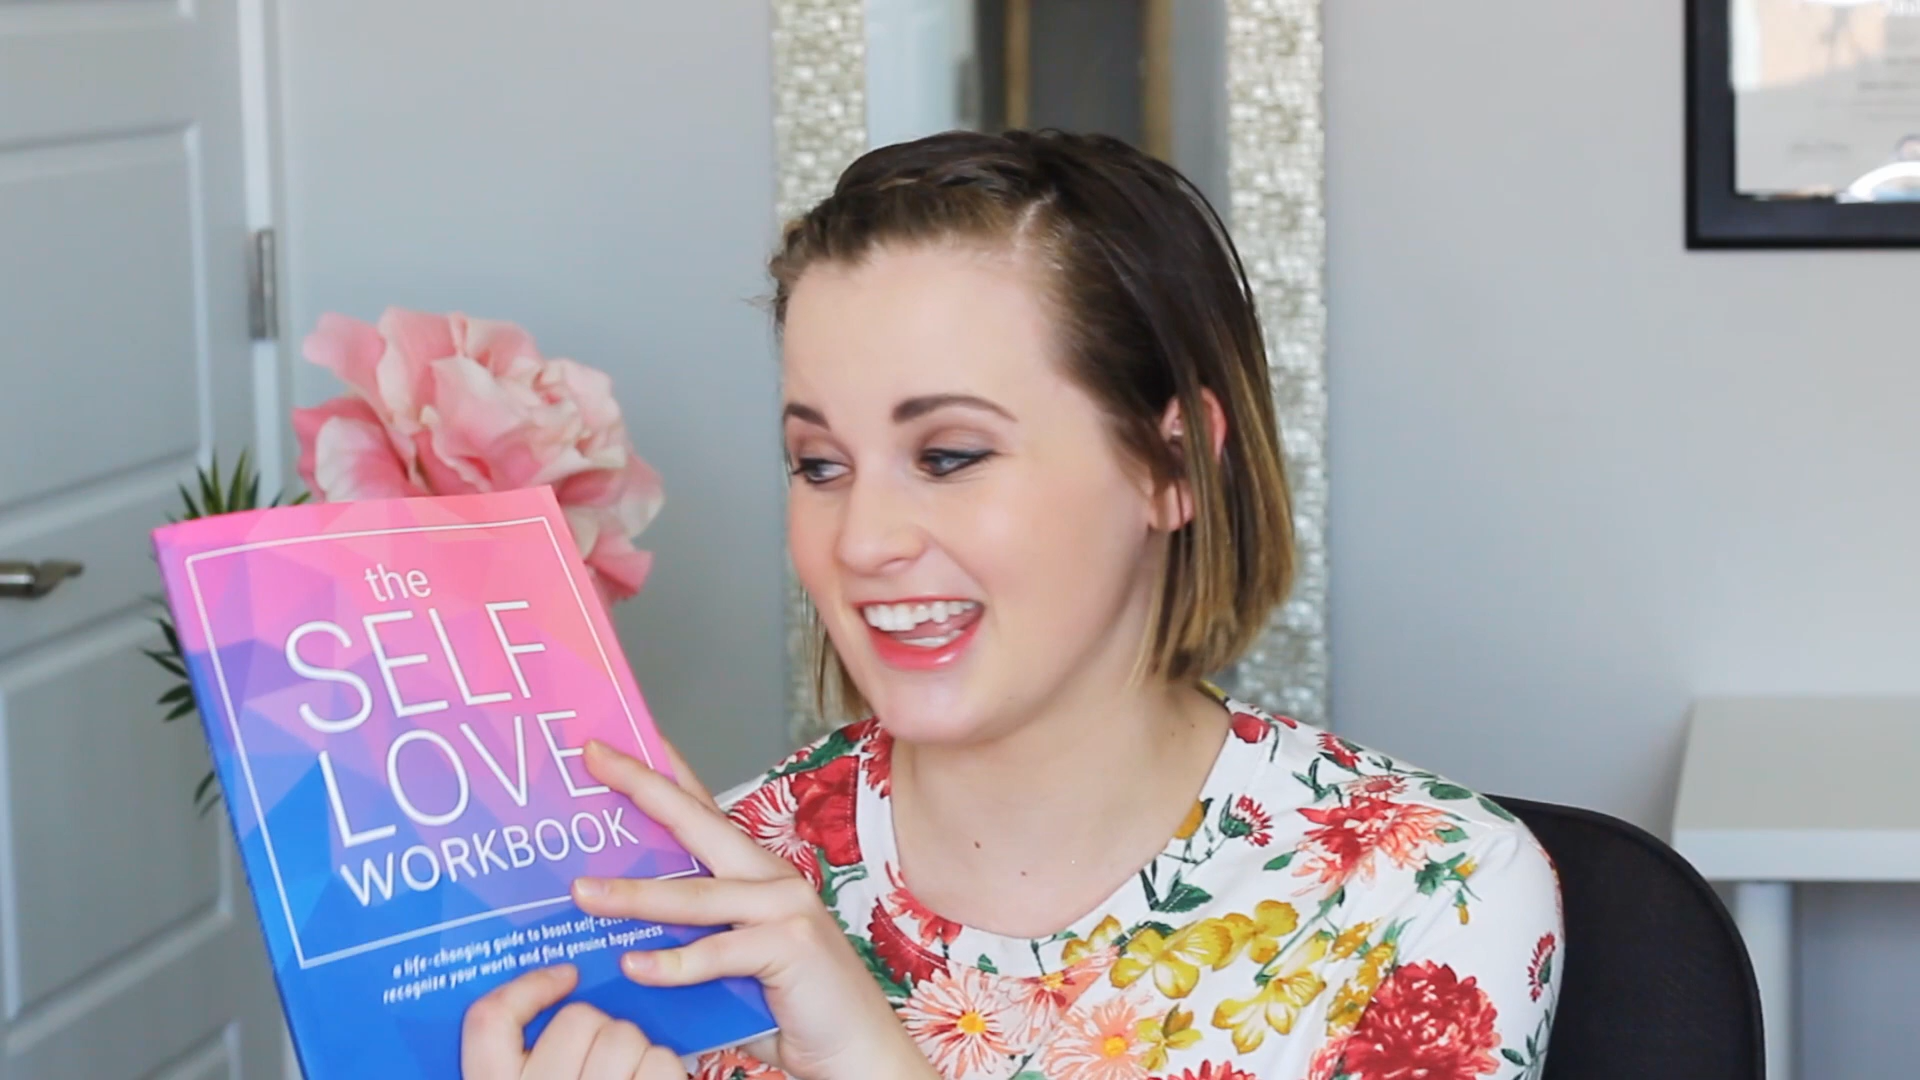 the
SELF
LOVE
WORKBOOK
a life-changing guide to boost
recognize your worth and find genuine happiness